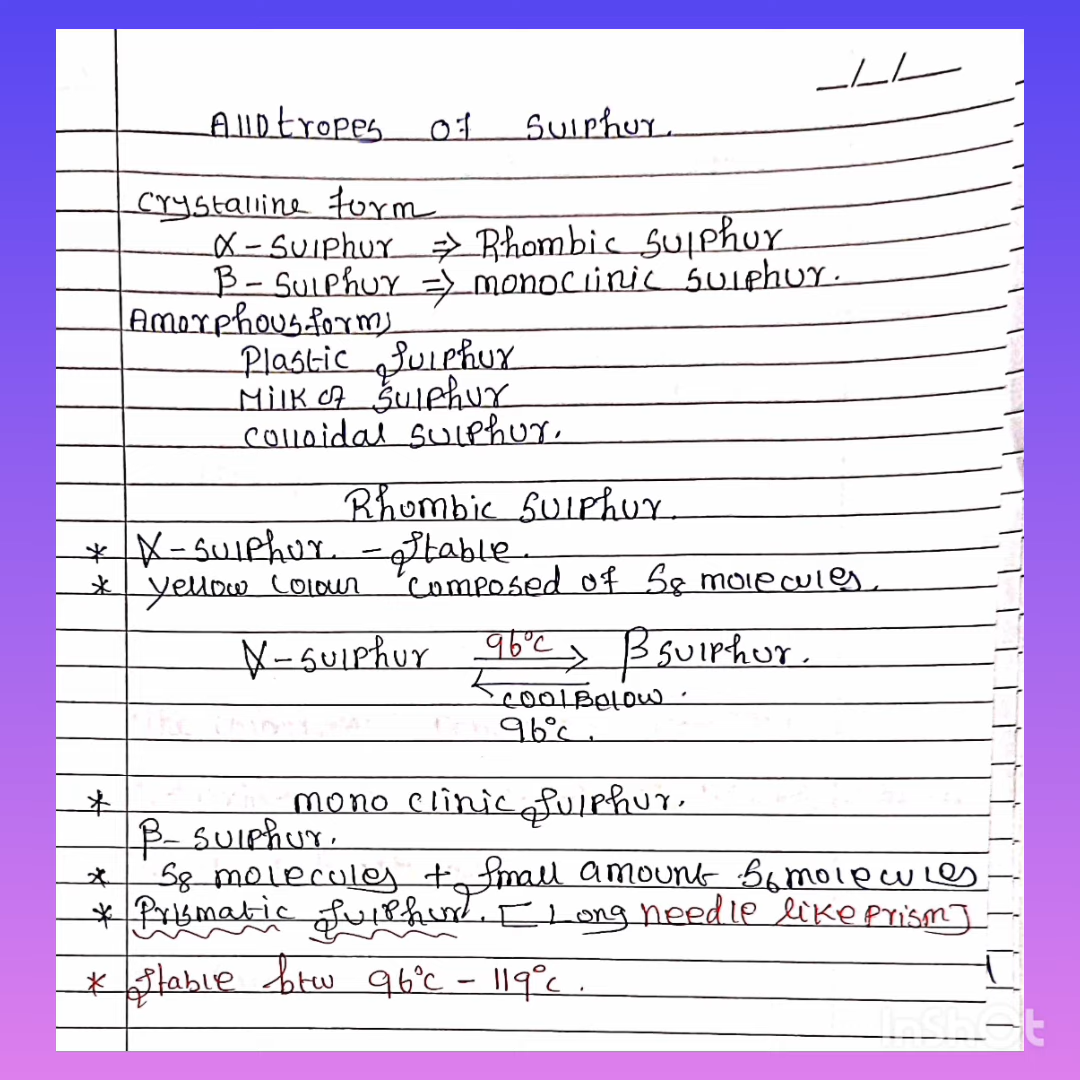 _/_/_
Allotropes of Sulphur.
Crystalline form
α - Sulphur ⇒ Rhombic Sulphur
β - Sulphur ⇒ monoclinic sulphur.
Amorphous form
Plastic Sulphur
Milk of Sulphur
Colloidal Sulphur.
Rhombic Sulphur.
* α - Sulphur. - Stable.
* yellow colour composed of S8 molecules.
α - Sulphur 96°C ⇌ β Sulphur.
cool Below
96°C.
* mono clinic Sulphur.
β - Sulphur.
* S8 molecules + Small amount S6 molecules
* Prismatic Sulphur. [Long needle like prism]
* Stable btw 96°C - 119°C.
InShOt